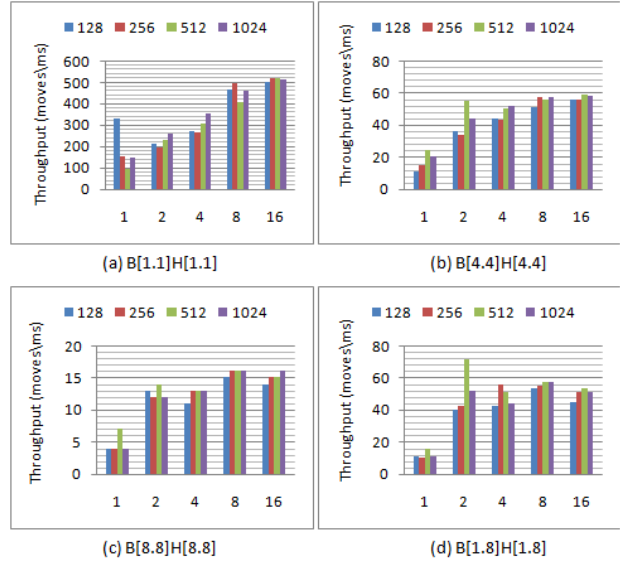 128 256 512 1024
Throughput (moves\ms)
600
500
400
300
200
100
0
1 2 4 8 16
(a) B[1.1]H[1.1]
128 256 512 1024
Throughput (moves\ms)
80
60
40
20
0
1 2 4 8 16
(b) B[4.4]H[4.4]
128 256 512 1024
Throughput (moves\ms)
20
15
10
5
0
1 2 4 8 16
(c) B[8.8]H[8.8]
128 256 512 1024
Throughput (moves\ms)
80
60
40
20
0
1 2 4 8 16
(d) B[1.8]H[1.8]